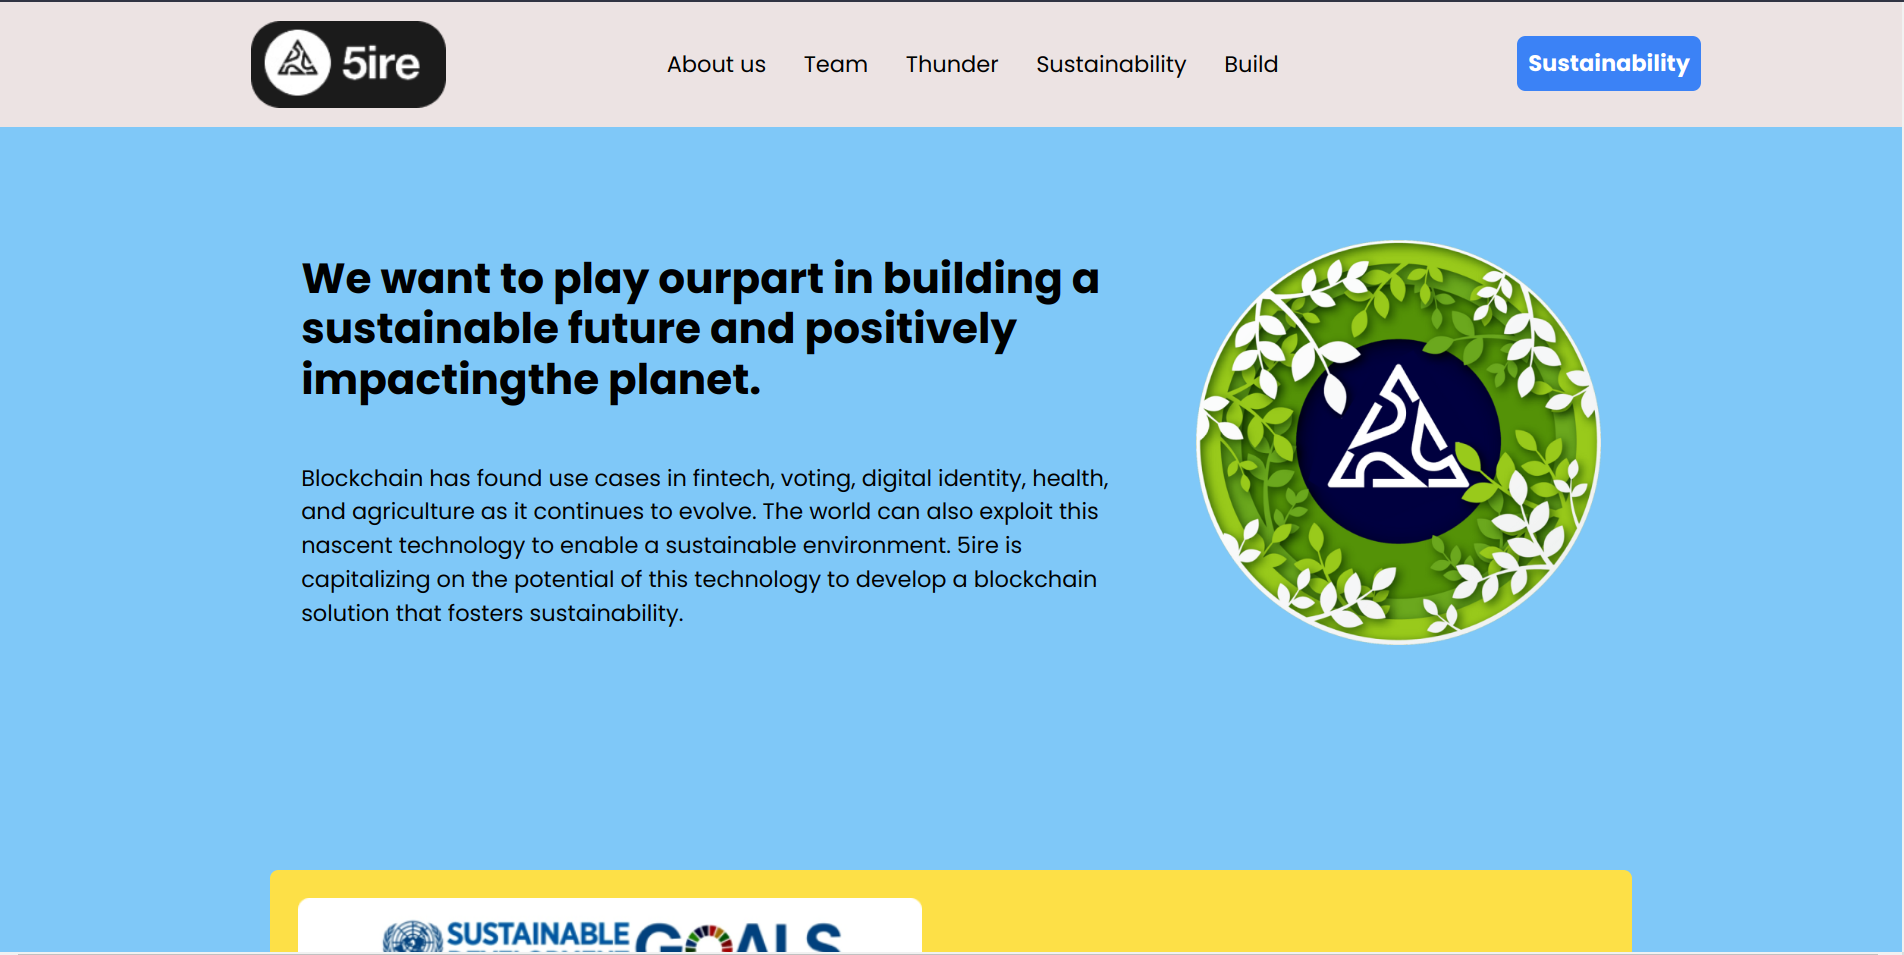 5ire
About us Team Thunder Sustainability Build
Sustainability
We want to play ourpart in building a
sustainable future and positively
impactingthe planet.
Blockchain has found use cases in fintech, voting, digital identity, health,
and agriculture as it continues to evolve. The world can also exploit this
nascent technology to enable a sustainable environment. 5ire is
capitalizing on the potential of this technology to develop a blockchain
solution that fosters sustainability.
SUSTAINABLE
GOALS